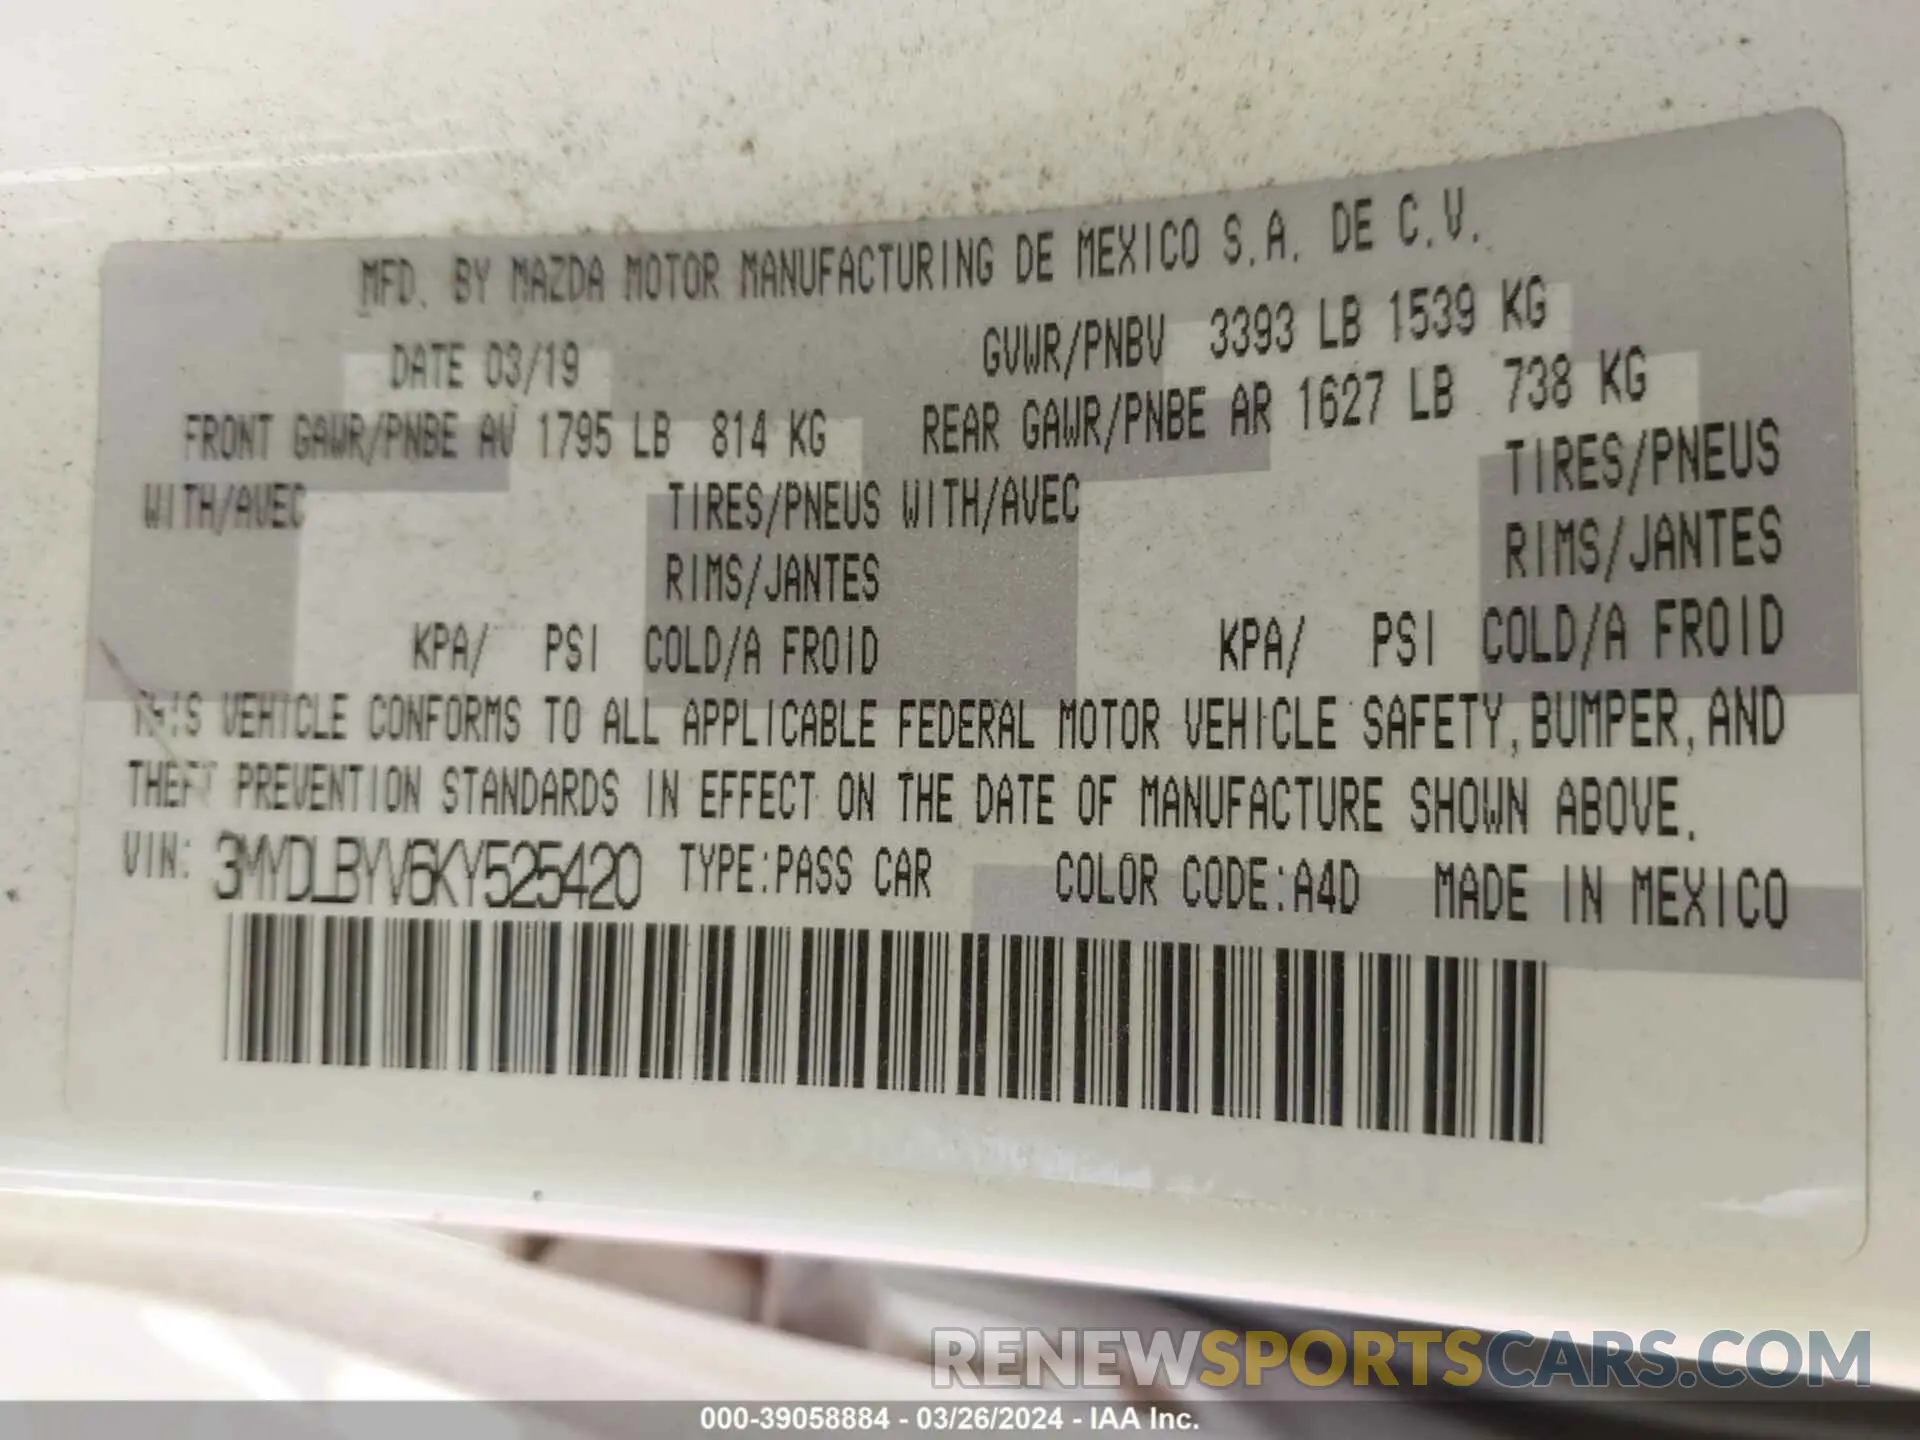 MFD. BY MAZDA MOTOR MANUFACTURING DE MEXICO S.A. DE C.V.
DATE 03/19 GVWR/PNBV 3393 LB 1539 KG
FRONT GAWR/PNBE AV 1795 LB 814 KG REAR GAWR/PNBE AR 1627 LB 738 KG
WITH/AVEC TIRES/PNEUS WITH/AVEC TIRES/PNEUS
RIMS/JANTES RIMS/JANTES
KPA/ PSI COLD/A FROID KPA/ PSI COLD/A FROID
THIS VEHICLE CONFORMS TO ALL APPLICABLE FEDERAL MOTOR VEHICLE SAFETY, BUMPER, AND
THEFT PREVENTION STANDARDS IN EFFECT ON THE DATE OF MANUFACTURE SHOWN ABOVE.
VIN: 3MYDLBYV6KY525420 TYPE:PASS CAR COLOR CODE:A4D MADE IN MEXICO
RENEWSPORTSCARS.COM
000-39058884 - 03/26/2024 - IAA Inc.